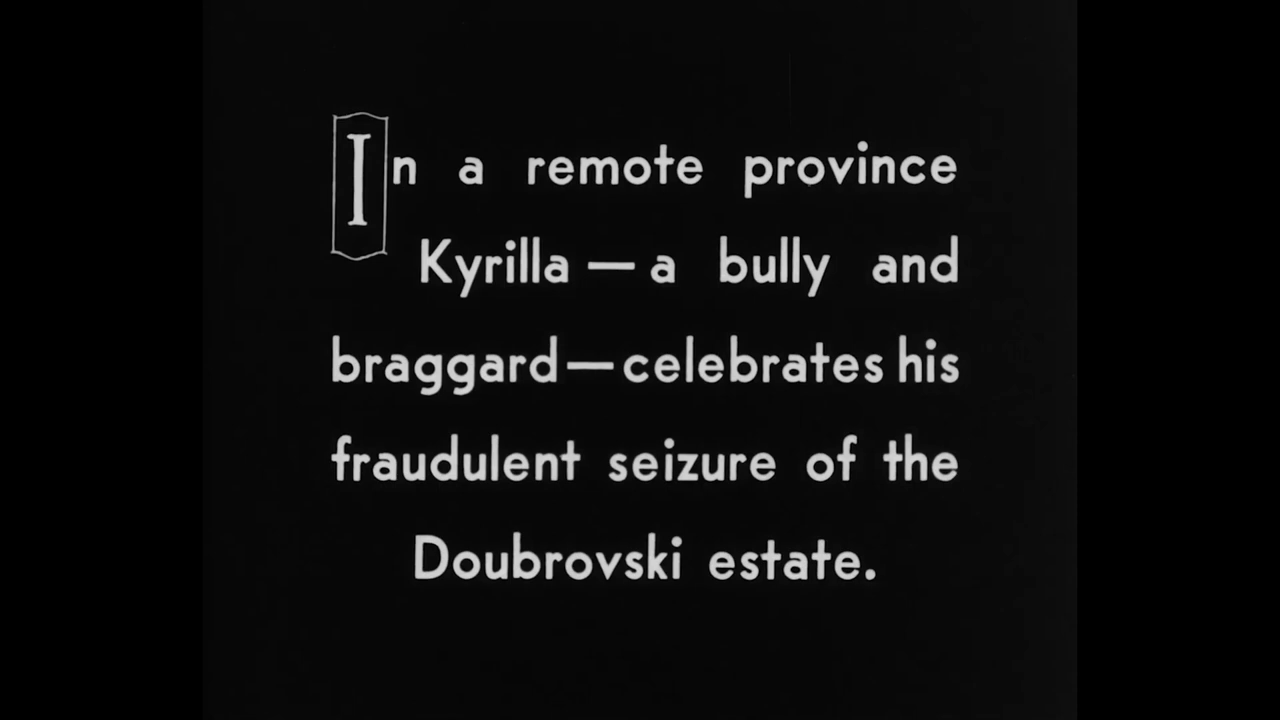 In a remote province
Kyrilla — a bully and
braggard — celebrates his
fraudulent seizure of the
Doubrovski estate.